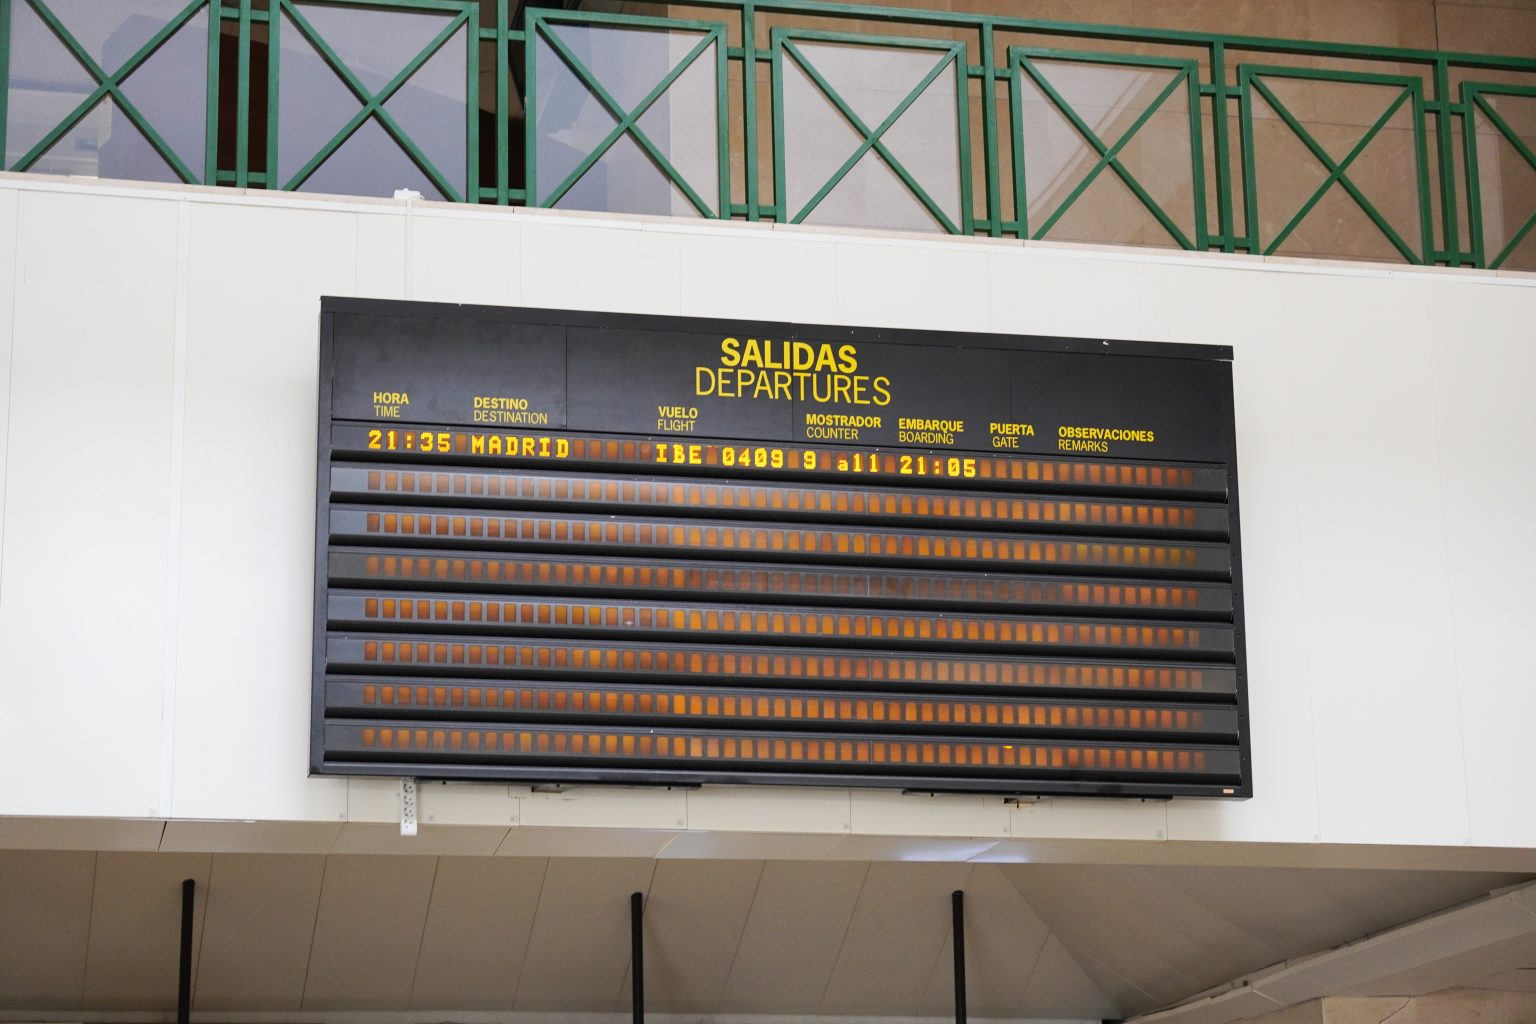 SALIDAS
DEPARTURES
HORA DESTINO VUELO MOSTRADOR EMBARQUE PUERTA OBSERVACIONES
TIME DESTINATION FLIGHT COUNTER BOARDING GATE REMARKS
21:35 MADRID IBE 0409 9 a11 21:05